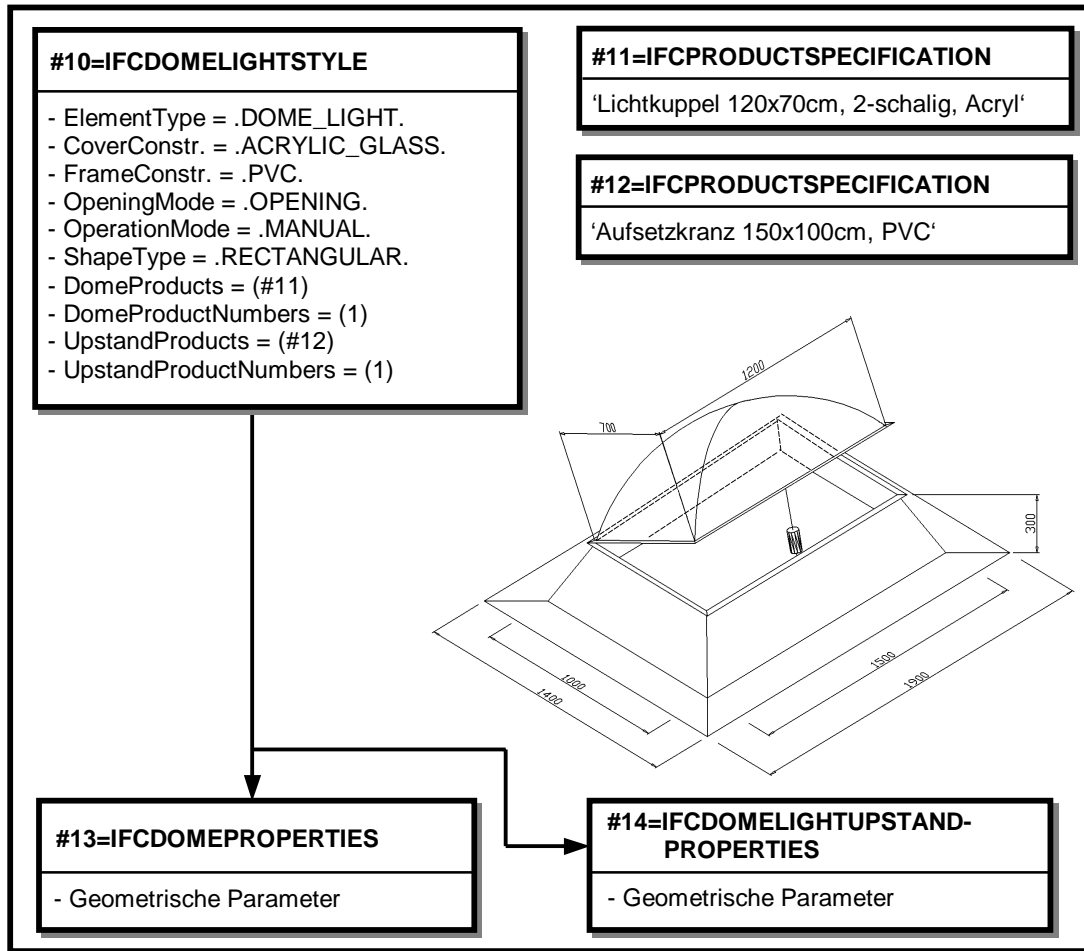 #10=IFCDOMELIGHTSTYLE
- ElementType = .DOME_LIGHT.
- CoverConstr. = .ACRYLIC_GLASS.
- FrameConstr. = .PVC.
- OpeningMode = .OPENING.
- OperationMode = .MANUAL.
- ShapeType = .RECTANGULAR.
- DomeProducts = (#11)
- DomeProductNumbers = (1)
- UpstandProducts = (#12)
- UpstandProductNumbers = (1)
#11=IFCPRODUCTSPECIFICATION
‘Lichtkuppel 120x70cm, 2-schalig, Acryl‘
#12=IFCPRODUCTSPECIFICATION
‘Aufsetzkranz 150x100cm, PVC‘
1200
700
300
1000
1400
1500
1900
#13=IFCDOMEPROPERTIES
- Geometrische Parameter
#14=IFCDOMELIGHTUPSTAND-
PROPERTIES
- Geometrische Parameter